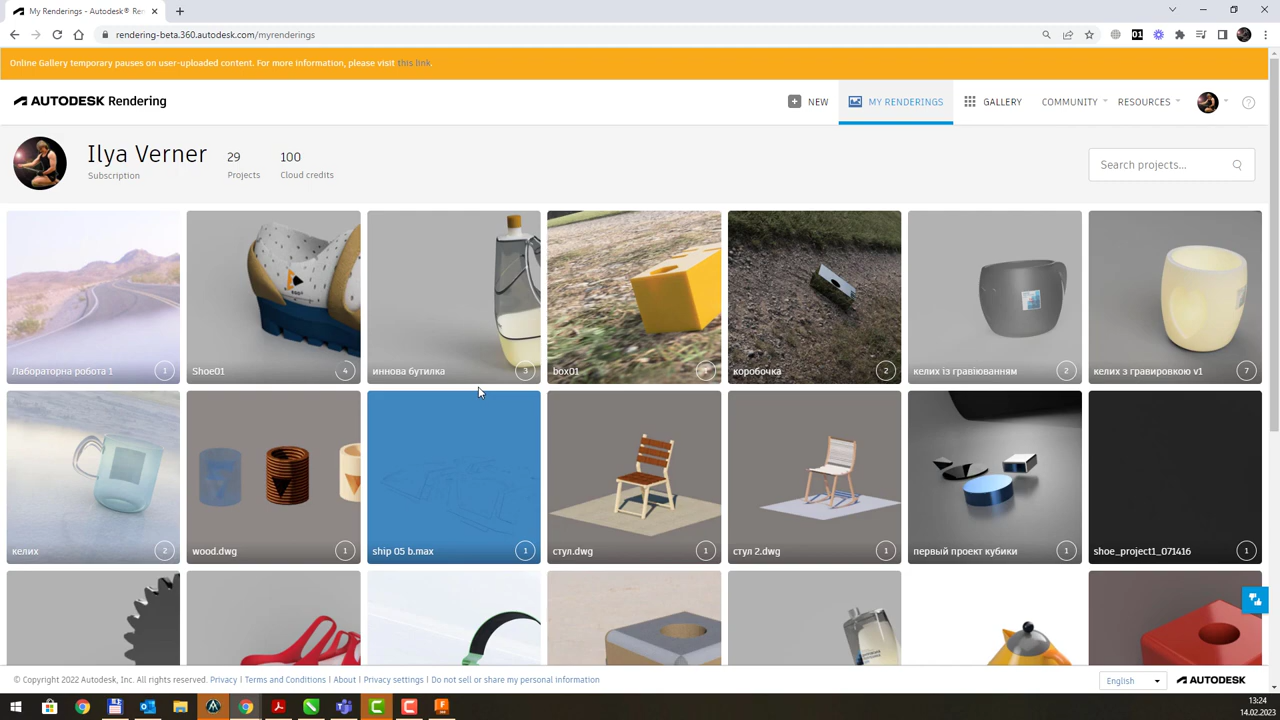 My Renderings - Autodesk® Ren
rendering-beta.360.autodesk.com/myrenderings
01
Online Gallery temporary pauses on user-uploaded content. For more information, please visit this link.
AUTODESK Rendering
NEW
MY RENDERINGS
GALLERY
COMMUNITY
RESOURCES
Ilya Verner
Subscription
29
Projects
100
Cloud credits
Search projects...
Лабораторна робота 1
1
Shoe01
4
иннова бутилка
3
box01
1
коробочка
2
келих із гравіюванням
2
келих з гравировкой v1
7
келих
2
wood.dwg
1
ship 05 b.max
1
стул.dwg
1
стул 2.dwg
1
первый проект кубики
1
shoe_project1_071416
1
© Copyright 2022 Autodesk, Inc. All rights reserved. Privacy | Terms and Conditions | About | Privacy settings | Do not sell or share my personal information
English
AUTODESK
13:24
14.02.2023